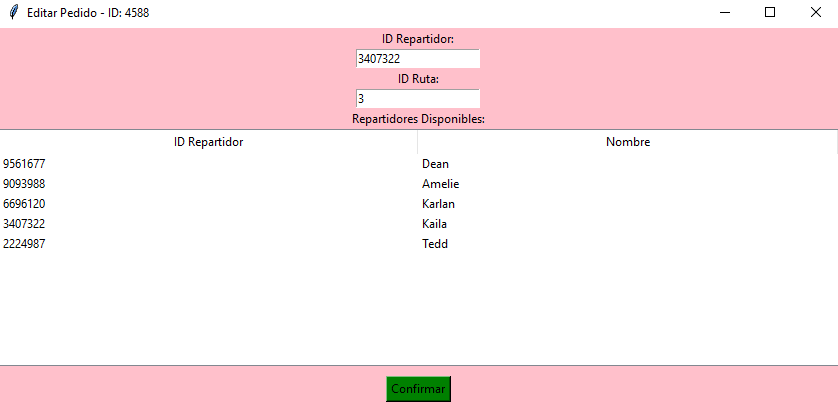 Editar Pedido - ID: 4588
ID Repartidor:
3407322
ID Ruta:
3
Repartidores Disponibles:
ID Repartidor Nombre
9561677 Dean
9093988 Amelie
6696120 Karlan
3407322 Kaila
2224987 Tedd
Confirmar